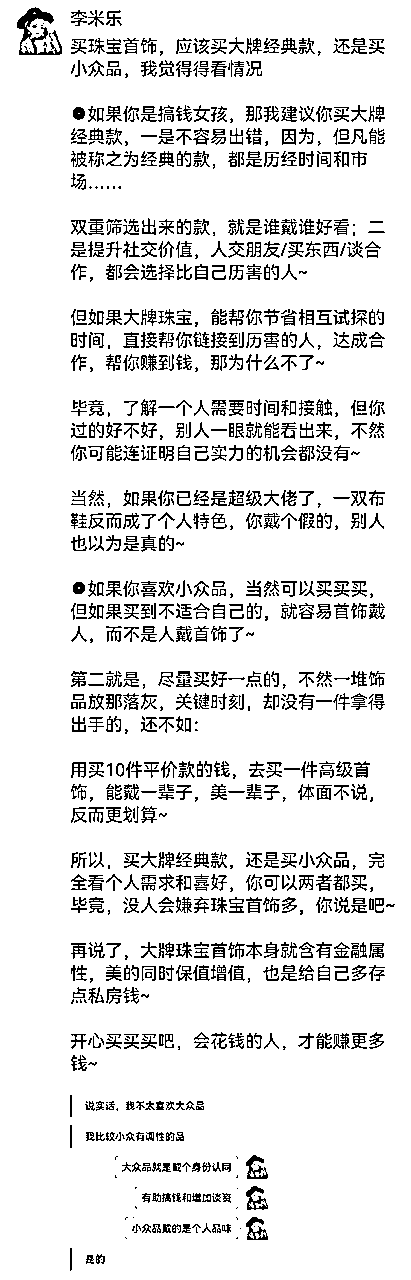 李米乐
买珠宝首饰，应该买大牌经典款，还是买
小众品，我觉得得看情况
●如果你是搞钱女孩，那我建议你买大牌
经典款，一是不容易出错，因为，但凡能
被称之为经典的款，都是历经时间和市
场……
双重筛选出来的款，就是谁戴谁好看；二
是提升社交价值，人交朋友/买东西/谈合
作，都会选择比自己历害的人~
但如果大牌珠宝，能帮你节省相互试探的
时间，直接帮你链接到历害的人，达成合
作，帮你赚到钱，那为什么不了~
毕竟，了解一个人需要时间和接触，但你
过的好不好，别人一眼就能看出来，不然
你可能连证明自己实力的机会都没有~
当然，如果你已经是超级大佬了，一双布
鞋反而成了个人特色，你戴个假的，别人
也以为是真的~
●如果你喜欢小众品，当然可以买买买，
但如果买到不适合自己的，就容易首饰戴
人，而不是人戴首饰了~
第二就是，尽量买好一点的，不然一堆饰
品放那落灰，关键时刻，却没有一件拿得
出手的，还不如：
用买10件平价款的钱，去买一件高级首
饰，能戴一辈子，美一辈子，体面不说，
反而更划算~
所以，买大牌经典款，还是买小众品，完
全看个人需求和喜好，你可以两者都买，
毕竟，没人会嫌弃珠宝首饰多，你说是吧~
再说了，大牌珠宝首饰本身就含有金融属
性，美的同时保值增值，也是给自己多存
点私房钱~
开心买买买吧，会花钱的人，才能赚更多
钱~
说实话，我不太喜欢大众品
我比较小众有调性的品
大众品就是戴个身份认同
有助搞钱和增加谈资
小众品戴的是个人品味
是的